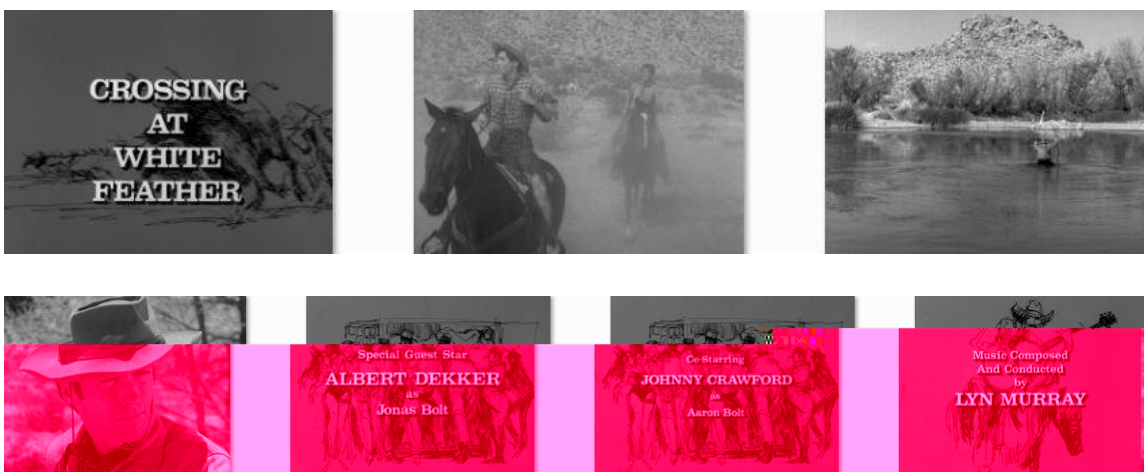 CROSSING
AT
WHITE
FEATHER
Special Guest Star
ALBERT DEKKER
as
Jonas Bolt
Co-Starring
JOHNNY CRAWFORD
as
Aaron Bolt
Music Composed
And Conducted
by
LYN MURRAY